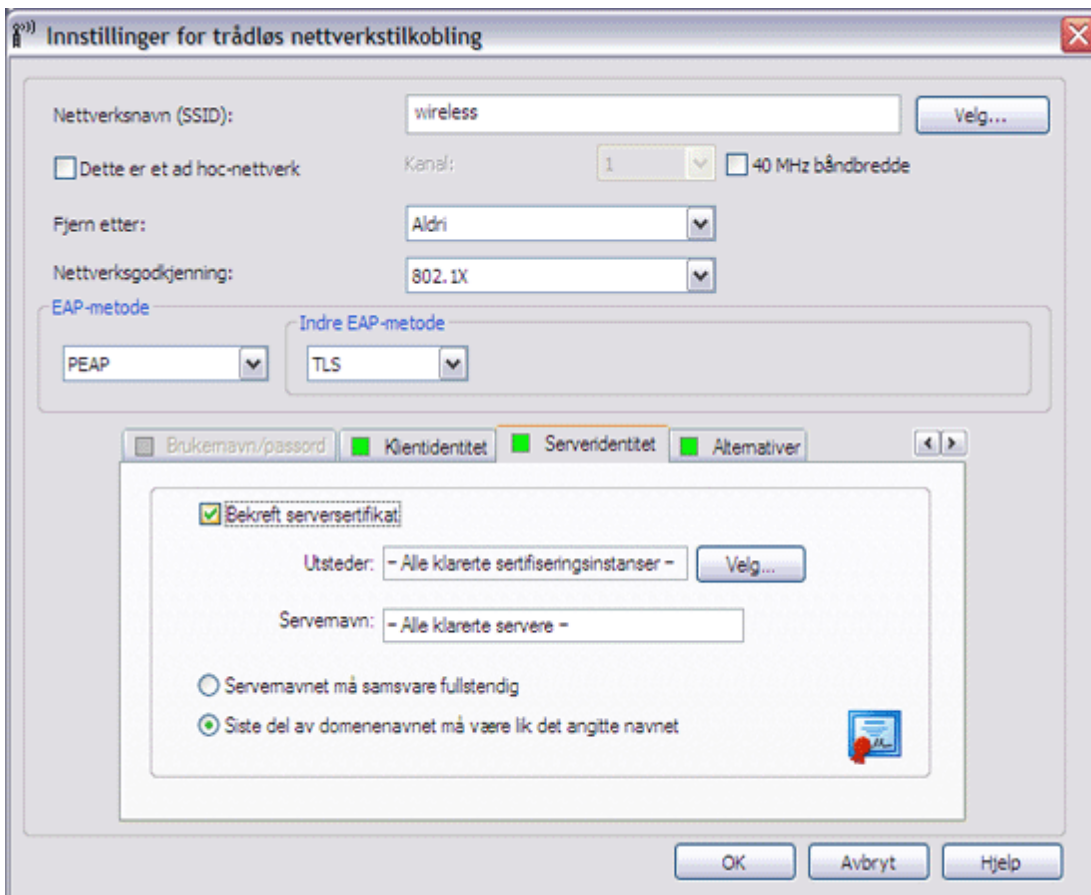 Innstillinger for trådløs nettverkstilkobling
Nettverksnavn (SSID): wireless Velg...
Dette er et ad hoc-nettverk Kanal: 1 40 MHz båndbredde
Fjern etter: Aldri
Nettverksgodkjenning: 802.1X
EAP-metode
Indre EAP-metode
PEAP TLS
Brukernavn/passord Klientidentitet Serveridentitet Alternativer
Bekreft serversertifikat
Utsteder: - Alle klarerte sertifiseringsinstanser - Velg...
Servernavn: - Alle klarerte servere -
Servernavnet må samsvare fullstendig
Siste del av domenenavnet må være lik det angitte navnet
OK Avbryt Hjelp